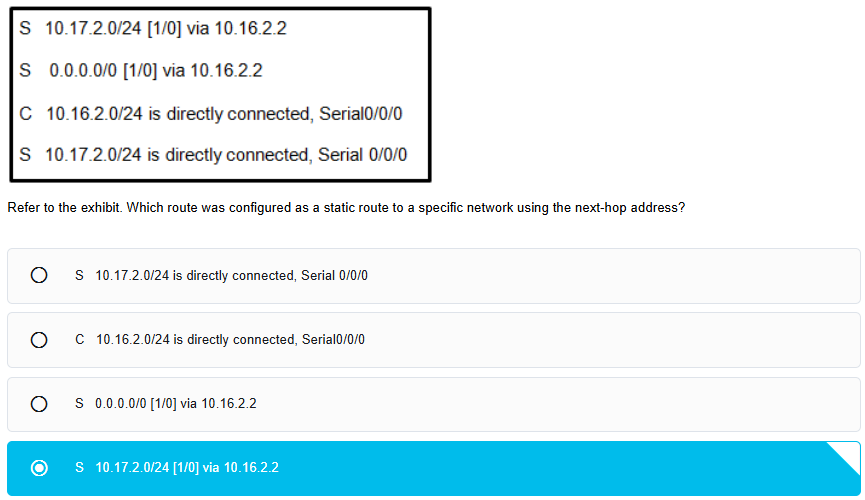 S 10.17.2.0/24 [1/0] via 10.16.2.2
S 0.0.0.0/0 [1/0] via 10.16.2.2
C 10.16.2.0/24 is directly connected, Serial0/0/0
S 10.17.2.0/24 is directly connected, Serial 0/0/0
Refer to the exhibit. Which route was configured as a static route to a specific network using the next-hop address?
S 10.17.2.0/24 is directly connected, Serial 0/0/0
C 10.16.2.0/24 is directly connected, Serial0/0/0
S 0.0.0.0/0 [1/0] via 10.16.2.2
S 10.17.2.0/24 [1/0] via 10.16.2.2